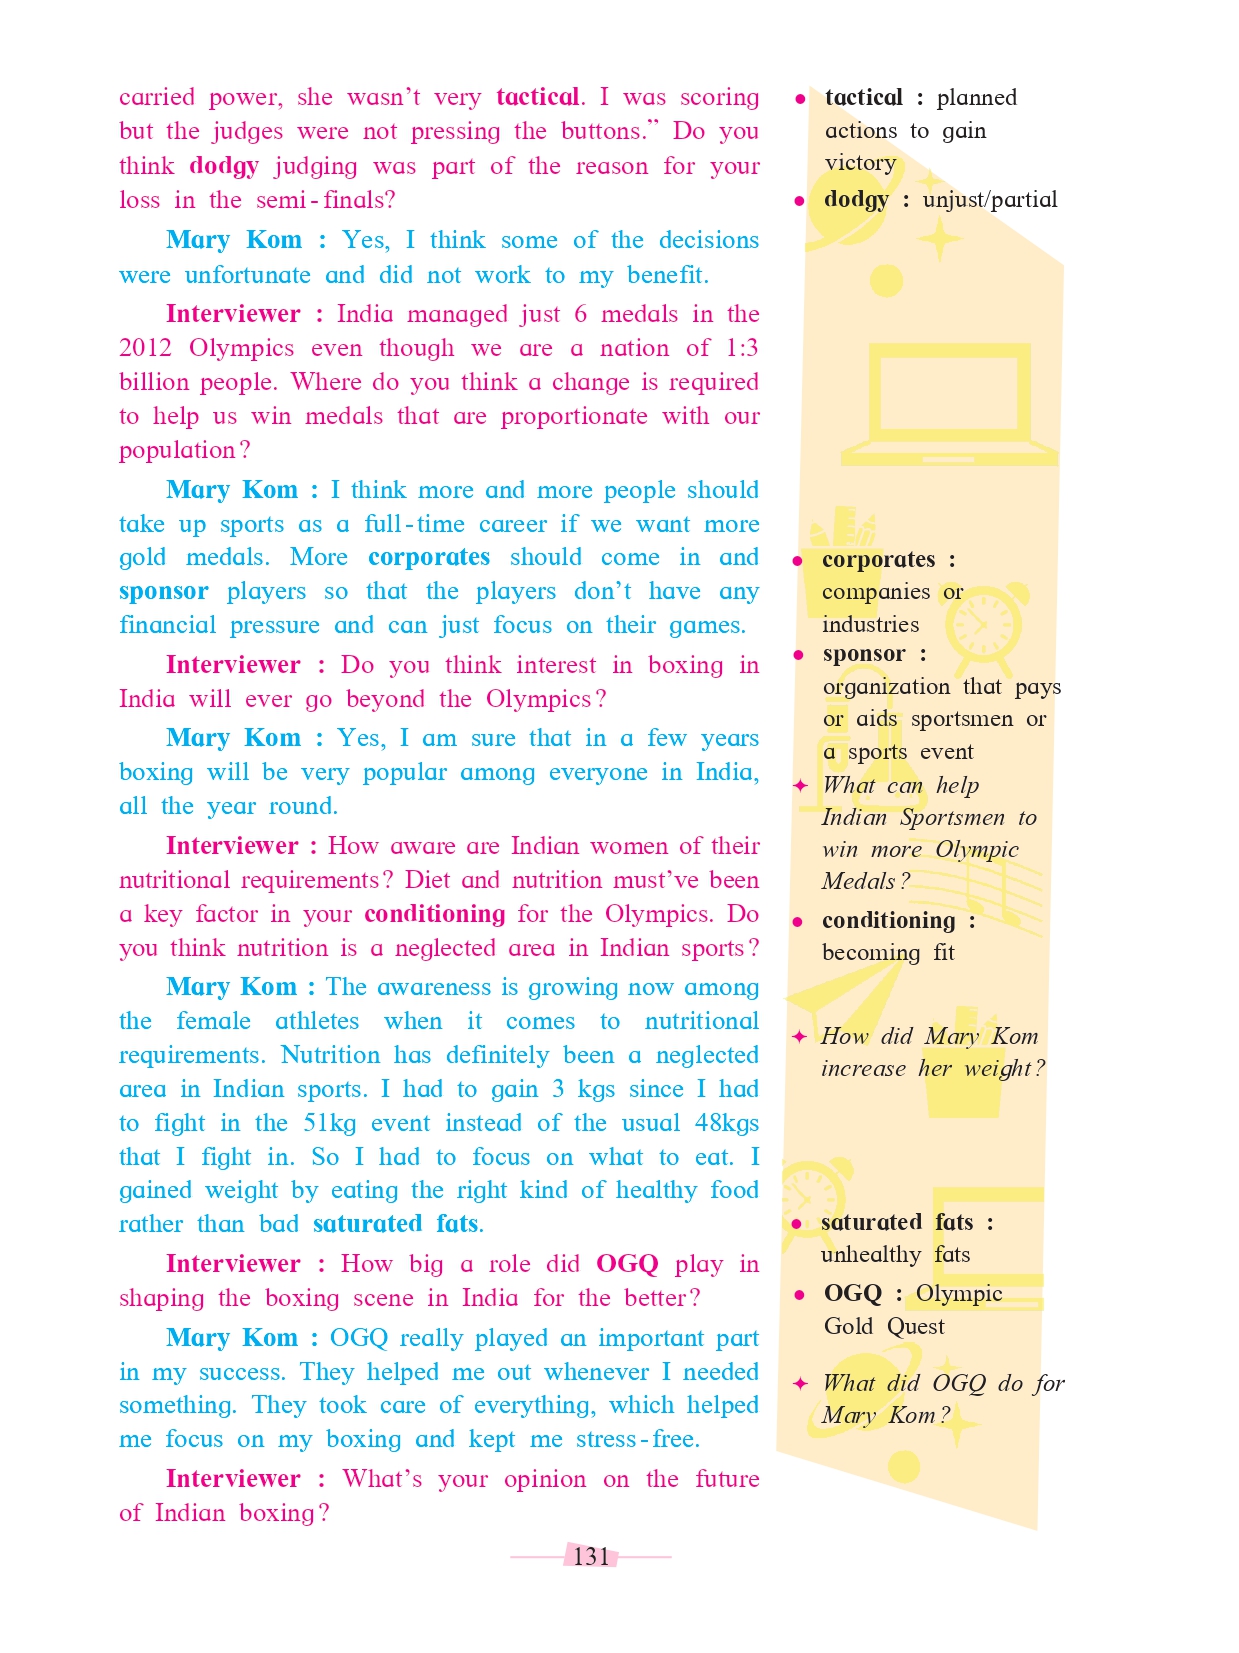 carried power, she wasn't very tactical. I was scoring
but the judges were not pressing the buttons.” Do you
think dodgy judging was part of the reason for your
loss in the semi-finals?
Mary Kom : Yes, I think some of the decisions
were unfortunate and did not work to my benefit.
Interviewer : India managed just 6 medals in the
2012 Olympics even though we are a nation of 1:3
billion people. Where do you think a change is required
to help us win medals that are proportionate with our
population?
Mary Kom : I think more and more people should
take up sports as a full-time career if we want more
gold medals. More corporates should come in and
sponsor players so that the players don't have any
financial pressure and can just focus on their games.
Interviewer : Do you think interest in boxing in
India will ever go beyond the Olympics?
Mary Kom : Yes, I am sure that in a few years
boxing will be very popular among everyone in India,
all the year round.
Interviewer : How aware are Indian women of their
nutritional requirements? Diet and nutrition must've been
a key factor in your conditioning for the Olympics. Do
you think nutrition is a neglected area in Indian sports?
Mary Kom : The awareness is growing now among
the female athletes when it comes to nutritional
requirements. Nutrition has definitely been a neglected
area in Indian sports. I had to gain 3 kgs since I had
to fight in the 51kg event instead of the usual 48kgs
that I fight in. So I had to focus on what to eat. I
gained weight by eating the right kind of healthy food
rather than bad saturated fats.
Interviewer : How big a role did OGQ play in
shaping the boxing scene in India for the better?
Mary Kom : OGQ really played an important part
in my success. They helped me out whenever I needed
something. They took care of everything, which helped
me focus on my boxing and kept me stress-free.
Interviewer : What's your opinion on the future
of Indian boxing?
• tactical : planned
actions to gain
victory
• dodgy : unjust/partial
• corporates :
companies or
industries
• sponsor :
organization that pays
or aids sportsmen or
a sports event
✦ What can help
Indian Sportsmen to
win more Olympic
Medals?
• conditioning :
becoming fit
✦ How did Mary Kom
increase her weight?
• saturated fats :
unhealthy fats
• OGQ : Olympic
Gold Quest
✦ What did OGQ do for
Mary Kom?
131